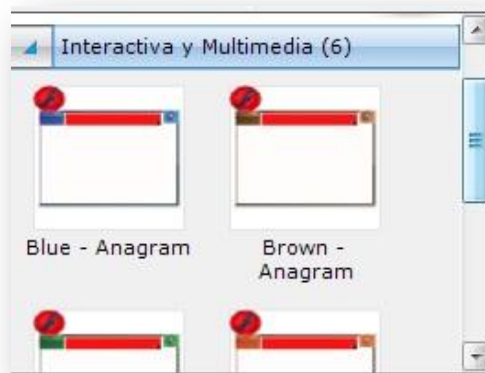 Interactiva y Multimedia (6)
Blue - Anagram
Brown -
Anagram